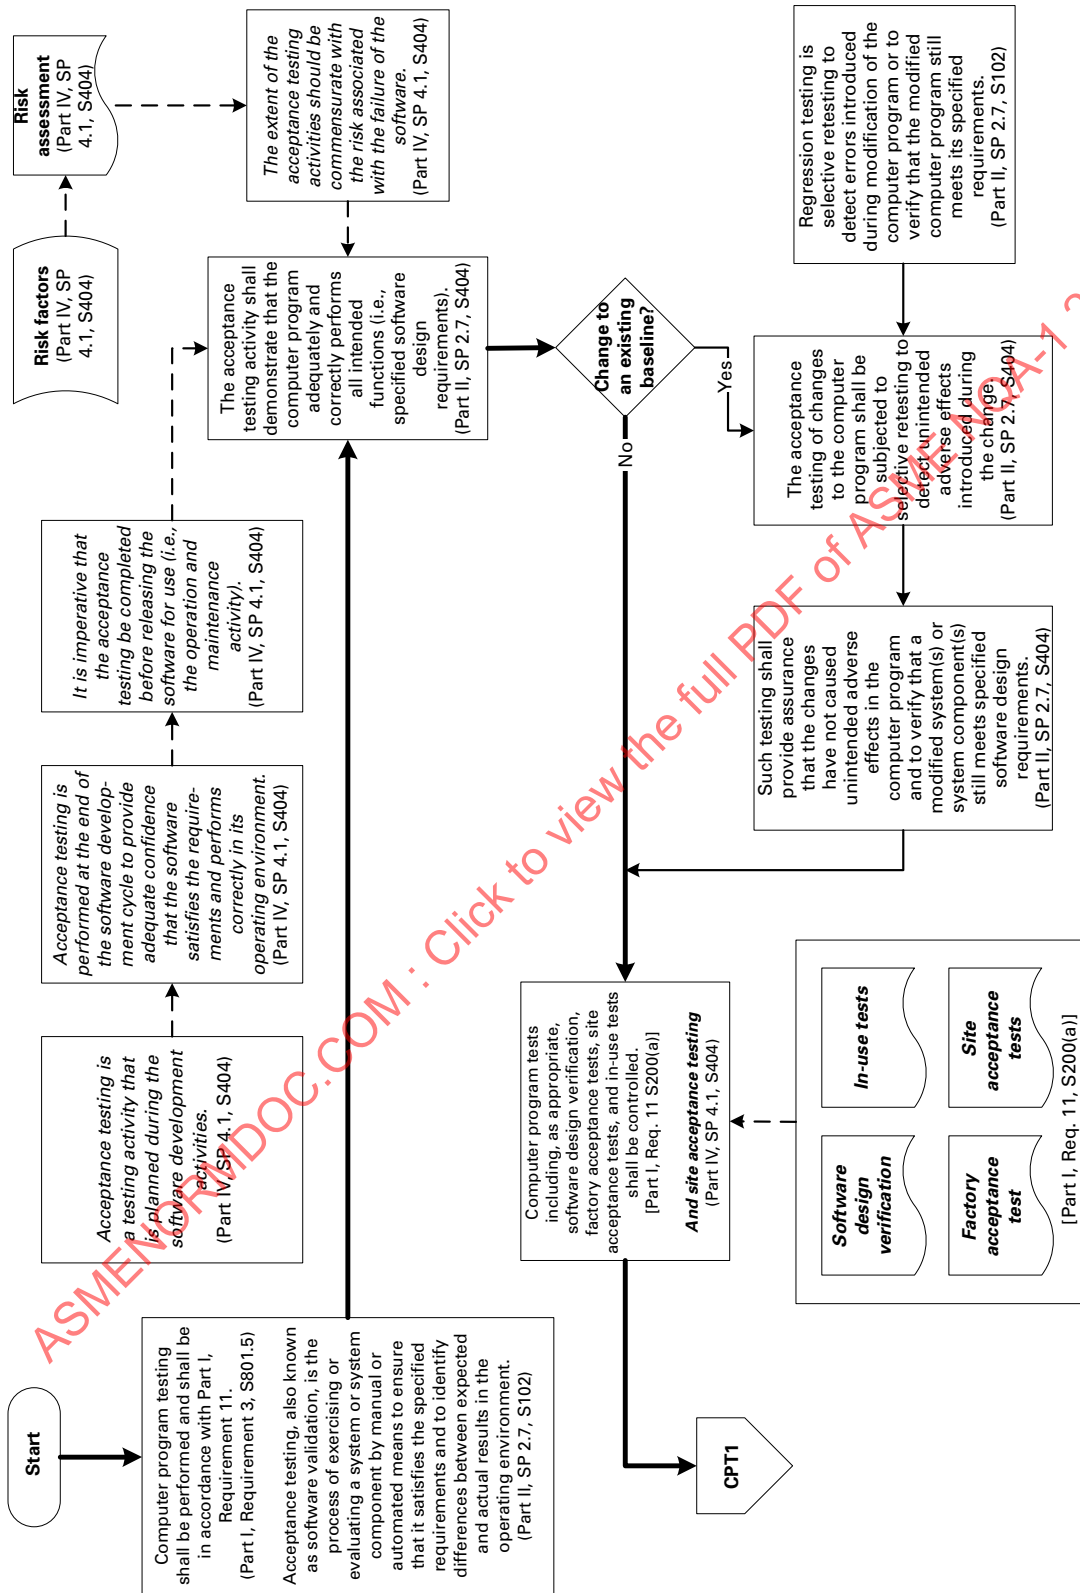 Start
Computer program testing
shall be performed and shall be
in accordance with Part I,
Requirement 11.
(Part I, Requirement 3, S801.5)
Acceptance testing, also known
as software validation, is the
process of exercising or
evaluating a system or system
component by manual or
automated means to ensure
that it satisfies the specified
requirements and to identify
differences between expected
and actual results in the
operating environment.
(Part II, SP 2.7, S102)
Acceptance testing is
a testing activity that
is planned during the
software development
activities.
(Part IV, SP 4.1, S404)
Acceptance testing is
performed at the end of
the software develop-
ment cycle to provide
adequate confidence
that the software
satisfies the require-
ments and performs
correctly in its
operating environment.
(Part IV, SP 4.1, S404)
It is imperative that
the acceptance
testing be completed
before releasing the
software for use (i.e.,
the operation and
maintenance
activity).
(Part IV, SP 4.1, S404)
Risk factors
(Part IV, SP
4.1, S404)
Risk
assessment
(Part IV, SP
4.1, S404)
The extent of the
acceptance testing
activities should be
commensurate with
the risk associated
with the failure of the
software.
(Part IV, SP 4.1, S404)
The acceptance
testing activity shall
demonstrate that the
computer program
adequately and
correctly performs
all intended
functions (i.e.,
specified software
design
requirements).
(Part II, SP 2.7, S404)
Change to
an existing
baseline?
No
Yes
Regression testing is
selective retesting to
detect errors introduced
during modification of the
computer program or to
verify that the modified
computer program still
meets its specified
requirements.
(Part II, SP 2.7, S102)
The acceptance
testing of changes
to the computer
program shall be
subjected to
selective retesting to
detect unintended
adverse effects
introduced during
the change.
(Part II, SP 2.7, S404)
Such testing shall
provide assurance
that the changes
have not caused
unintended adverse
effects in the
computer program
and to verify that a
modified system(s) or
system component(s)
still meets specified
software design
requirements.
(Part II, SP 2.7, S404)
Computer program tests
including, as appropriate,
software design verification,
factory acceptance tests, site
acceptance tests, and in-use tests
shall be controlled.
[Part I, Req. 11 S200(a)]
And site acceptance testing
(Part IV, SP 4.1, S404)
Software
design
verification
In-use tests
Factory
acceptance
test
Site
acceptance
tests
[Part I, Req. 11, S200(a)]
CPT1
ASMENORMDOC.COM : Click to view the full PDF of ASME NQA-1